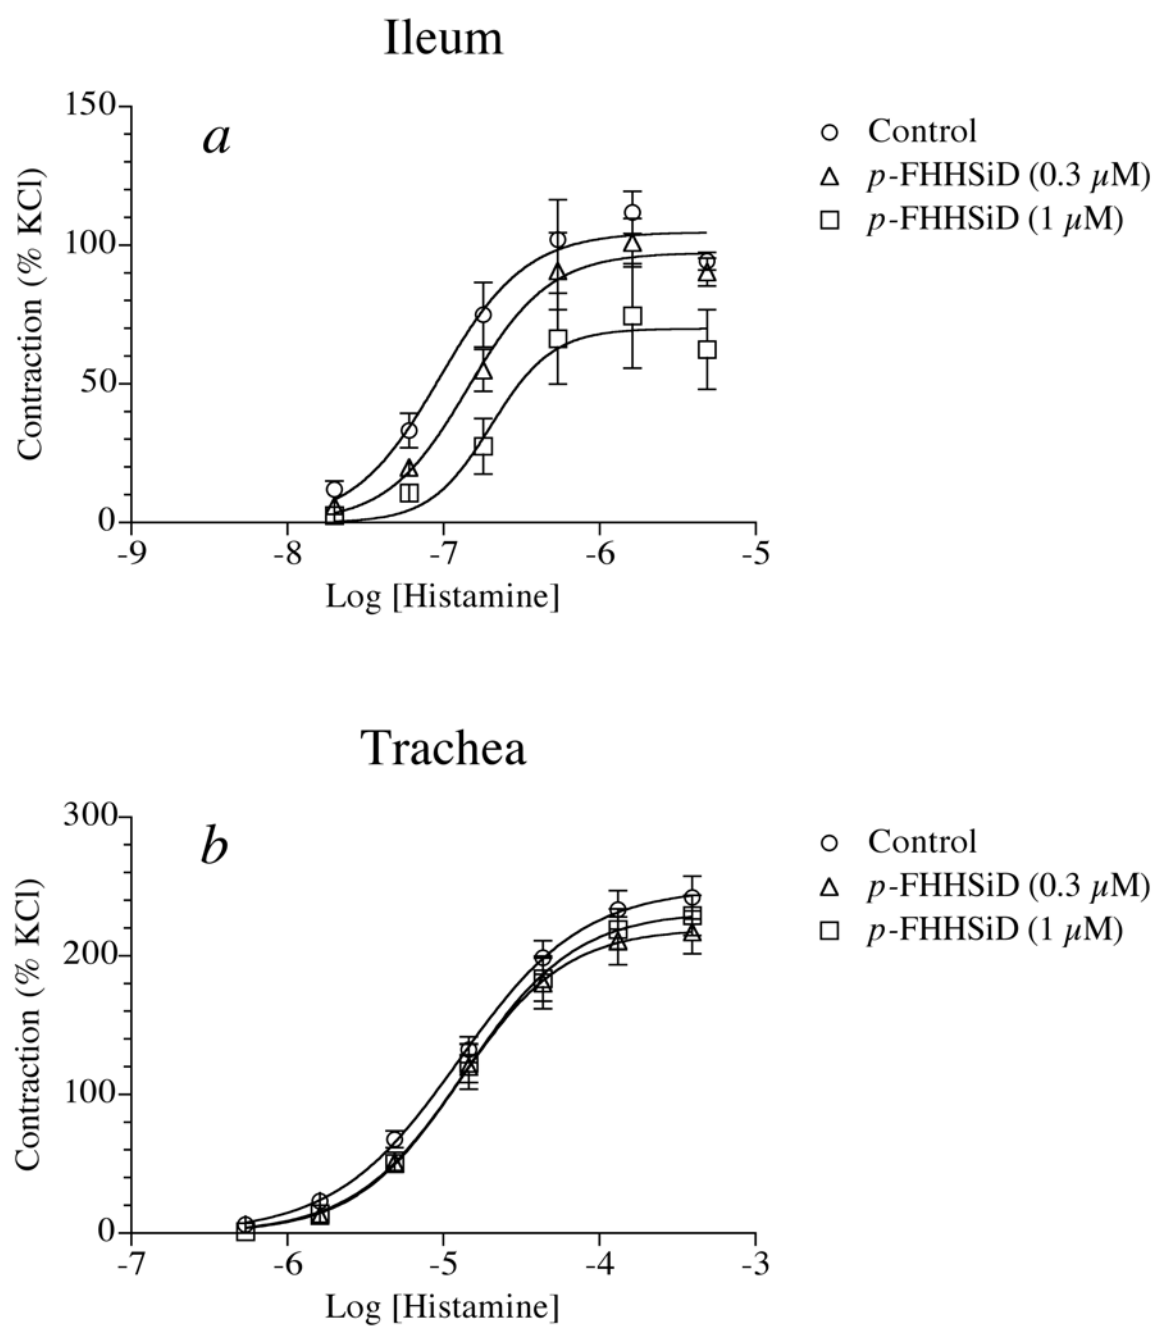 Ileum
a
150
100
50
0
Contraction (% KCl)
-9 -8 -7 -6 -5
Log [Histamine]
Control
p-FHHSiD (0.3 µM)
p-FHHSiD (1 µM)
Trachea
b
300
200
100
0
Contraction (% KCl)
-7 -6 -5 -4 -3
Log [Histamine]
Control
p-FHHSiD (0.3 µM)
p-FHHSiD (1 µM)